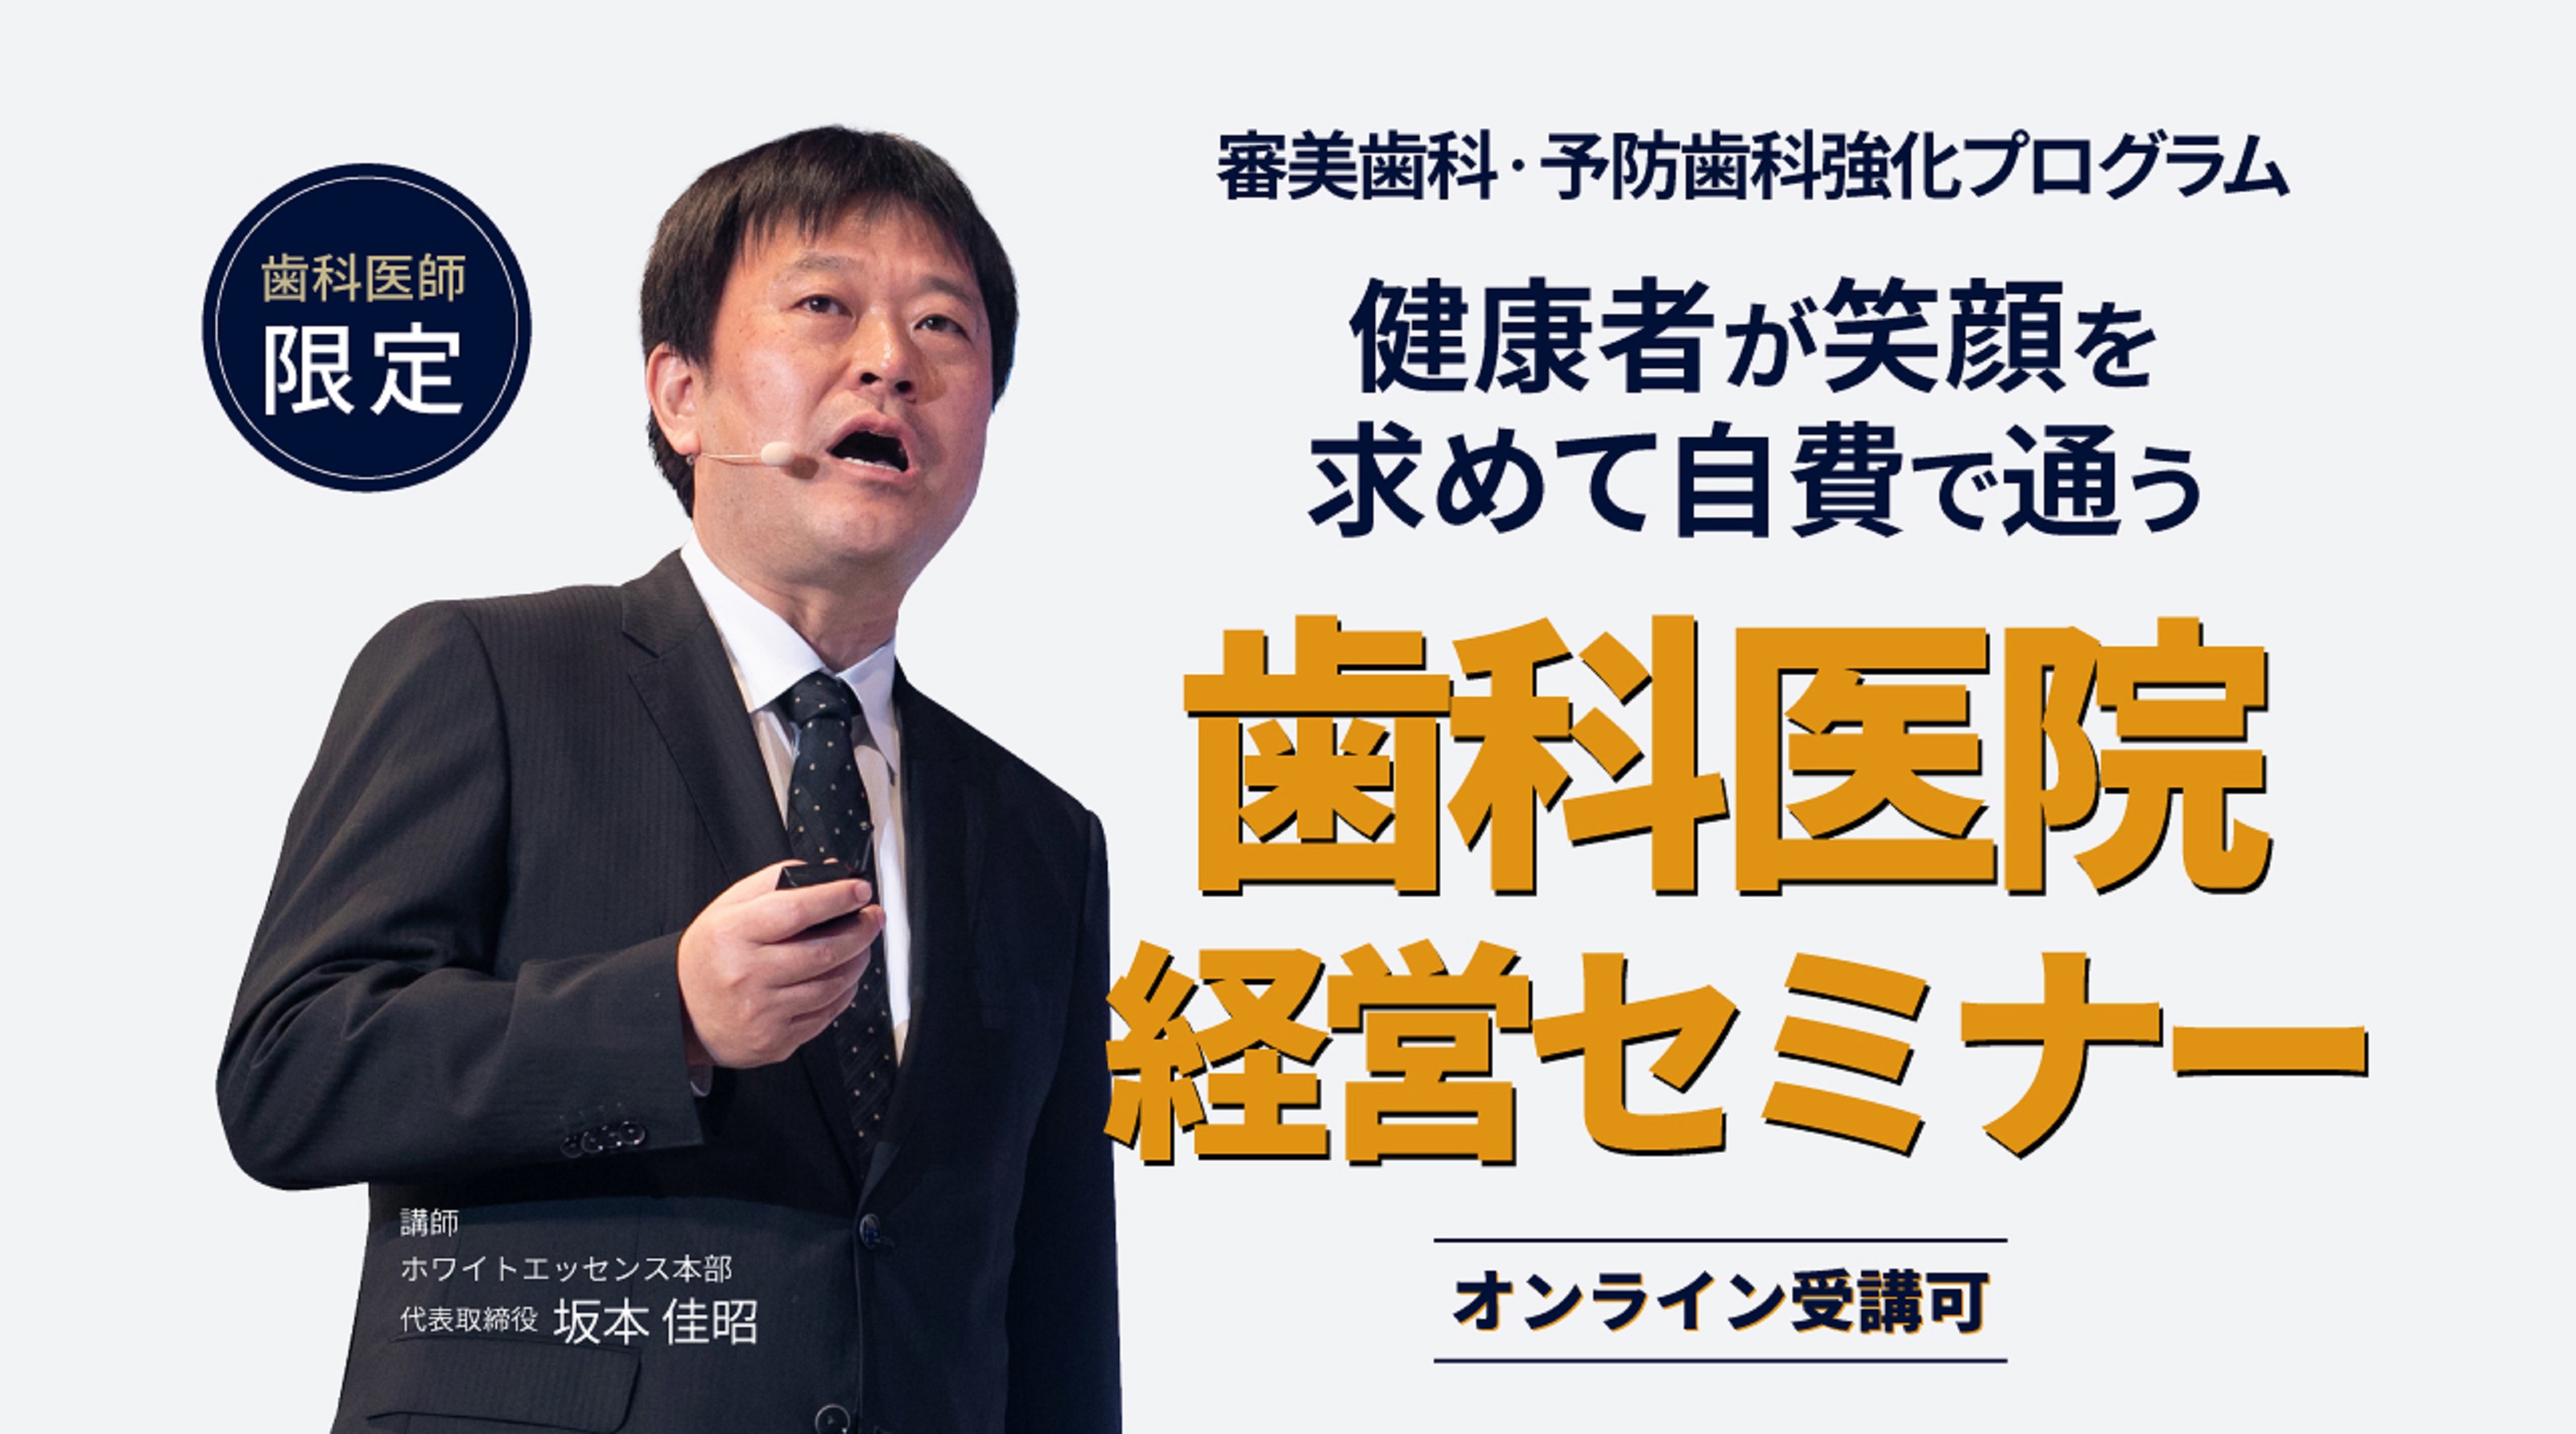 歯科医師
限定
審美歯科・予防歯科強化プログラム
健康者が笑顔を
求めて自費で通う
歯科医院
経営セミナー
オンライン受講可
講師
ホワイトエッセンス本部
代表取締役 坂本 佳昭